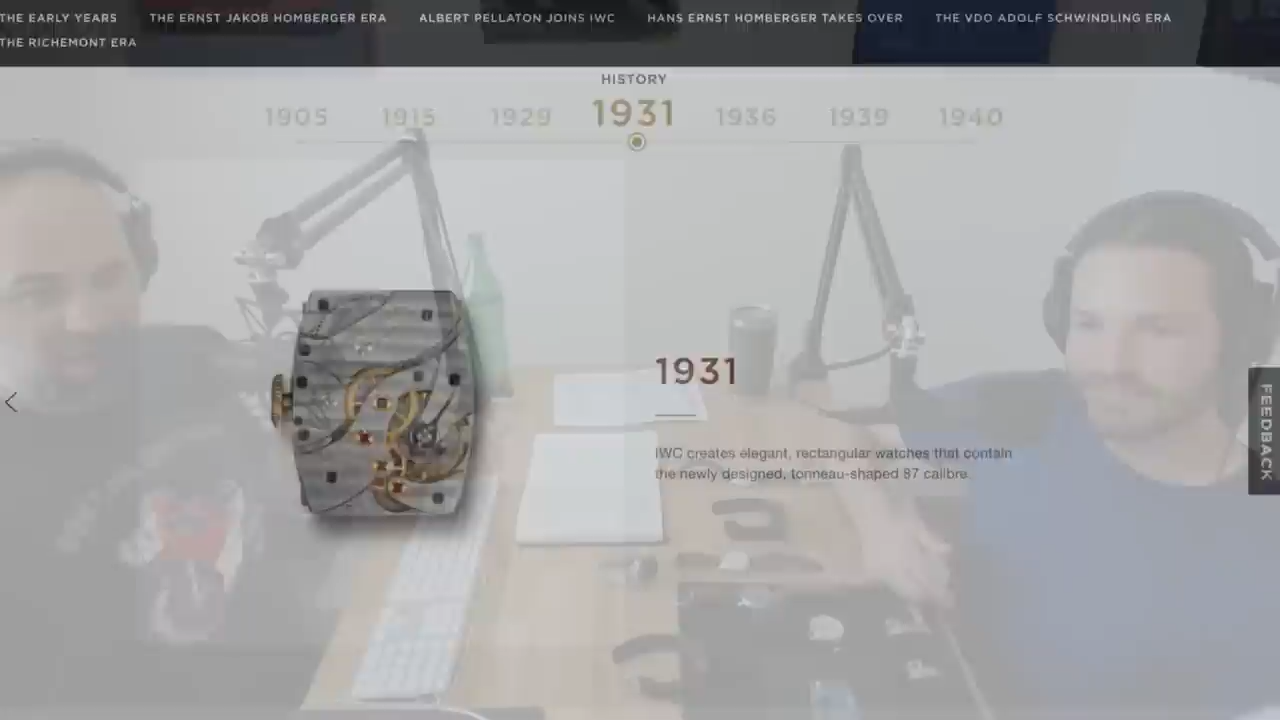 THE EARLY YEARS THE ERNST JAKOB HOMBERGER ERA ALBERT PELLATON JOINS IWC HANS ERNST HOMBERGER TAKES OVER THE VDO ADOLF SCHWINDLING ERA
THE RICHEMONT ERA
HISTORY
1905 1915 1929 1931 1936 1939 1940
1931
IWC creates elegant, rectangular watches that contain
the newly designed, tonneau-shaped 87 calibre.
FEEDBACK